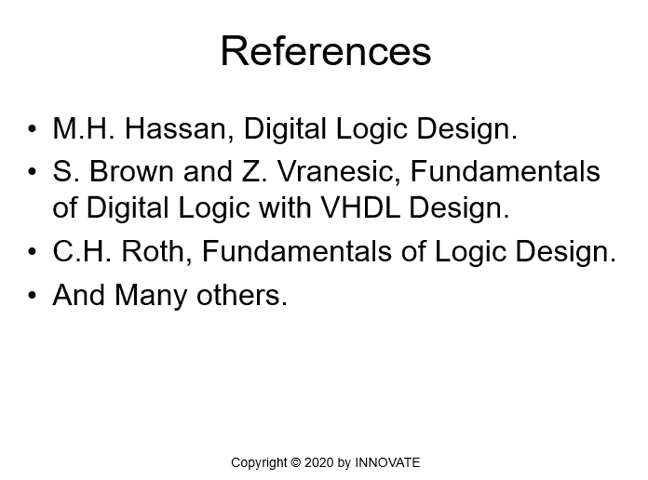 References
• M.H. Hassan, Digital Logic Design.
• S. Brown and Z. Vranesic, Fundamentals
of Digital Logic with VHDL Design.
• C.H. Roth, Fundamentals of Logic Design.
• And Many others.
Copyright © 2020 by INNOVATE